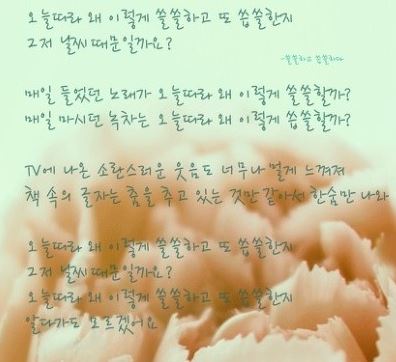 오늘따라 왜 이렇게 쓸쓸하고 또 씁쓸한지
그저 날씨 때문일까요?
-쓸쓸하고 씁쓸하다
매일 들었던 노래가 오늘따라 왜 이렇게 쓸쓸할까?
매일 마시던 녹차는 오늘따라 왜 이렇게 씁쓸할까?
TV에 나온 소란스러운 웃음도 너무나 멀게 느껴져
책 속의 글자는 춤을 추고 있는 것만 같아서 한숨만 나와
오늘따라 왜 이렇게 쓸쓸하고 또 씁쓸한지
그저 날씨 때문일까요?
오늘따라 왜 이렇게 쓸쓸하고 또 씁쓸한지
알다가도 모르겠어요